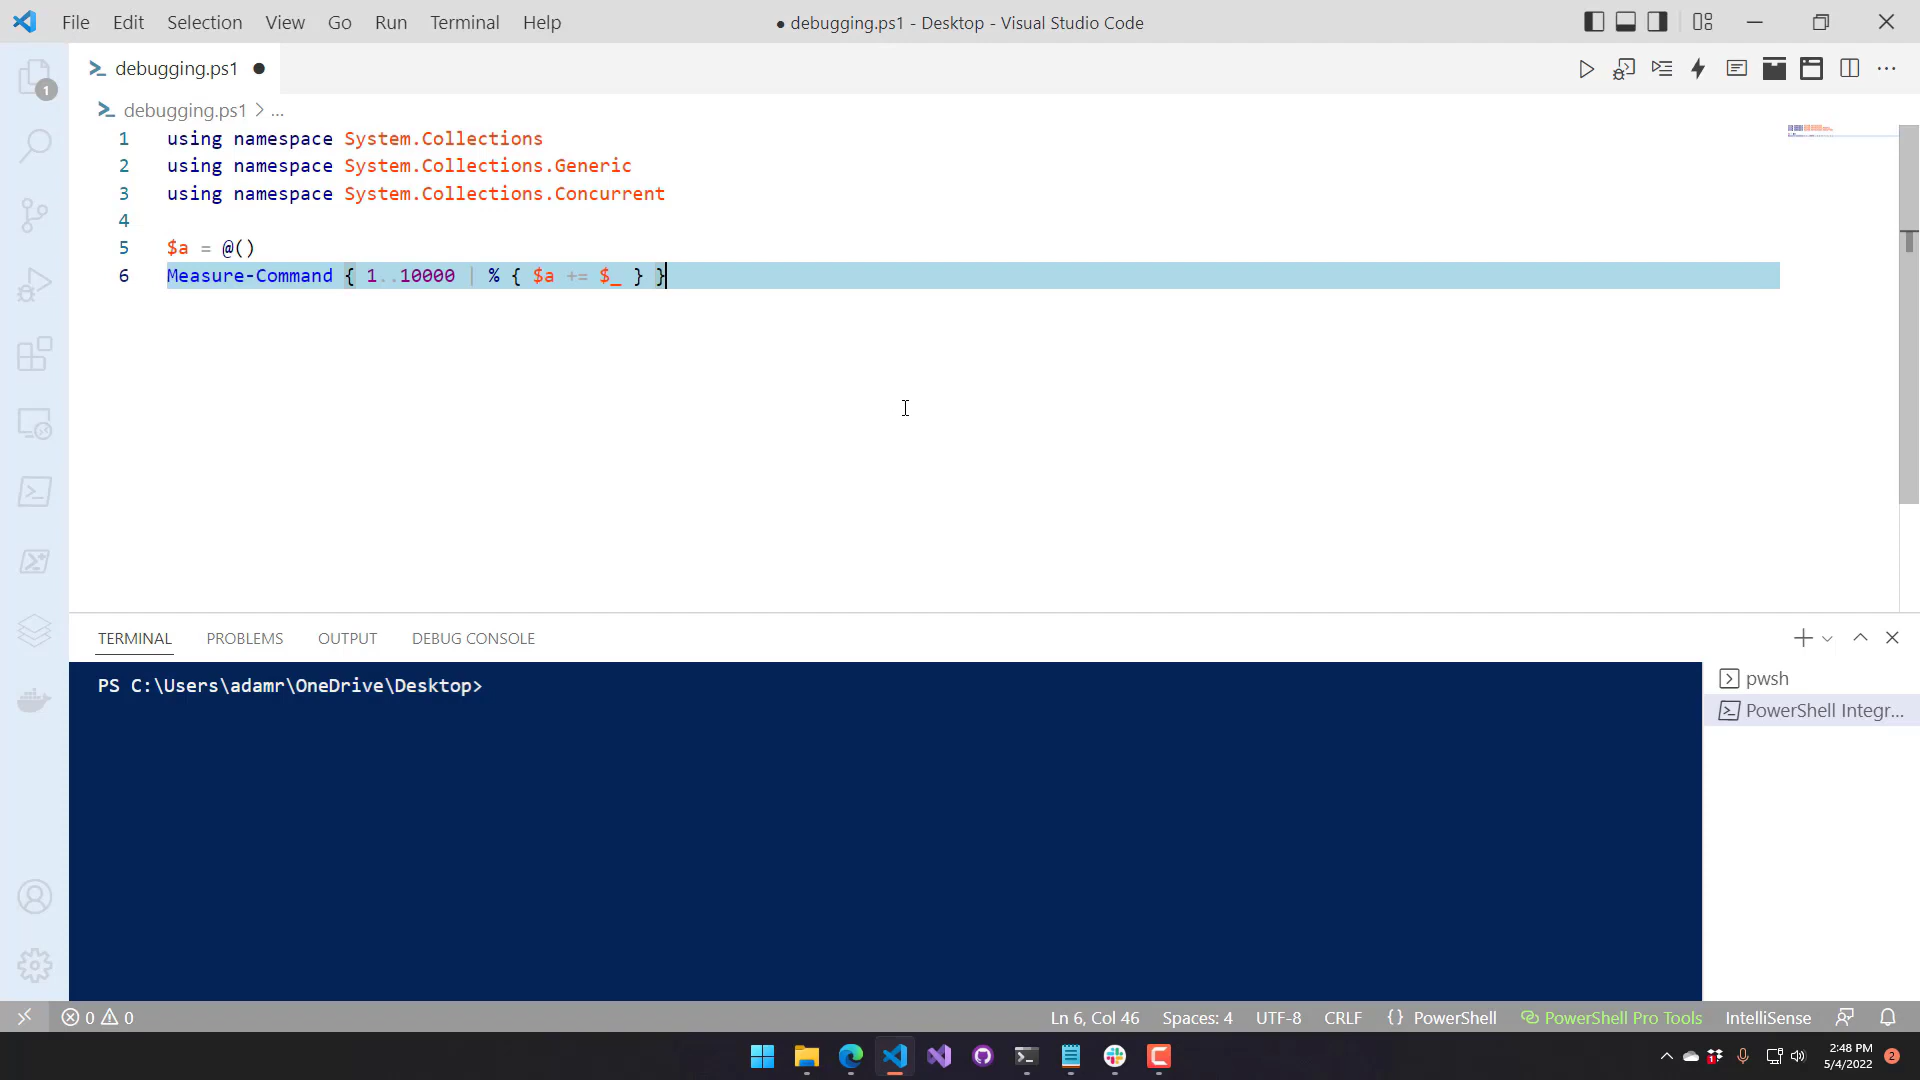 File Edit Selection View Go Run Terminal Help
● debugging.ps1 - Desktop - Visual Studio Code
debugging.ps1 ●
debugging.ps1 > ...
1 using namespace System.Collections
2 using namespace System.Collections.Generic
3 using namespace System.Collections.Concurrent
4
5 $a = @()
6 Measure-Command { 1..10000 | % { $a += $_ } }
1
TERMINAL PROBLEMS OUTPUT DEBUG CONSOLE
PS C:\Users\adamr\OneDrive\Desktop>
pwsh
PowerShell Integr...
0 0
Ln 6, Col 46 Spaces: 4 UTF-8 CRLF {} PowerShell PowerShell Pro Tools IntelliSense
2:48 PM
5/4/2022
2